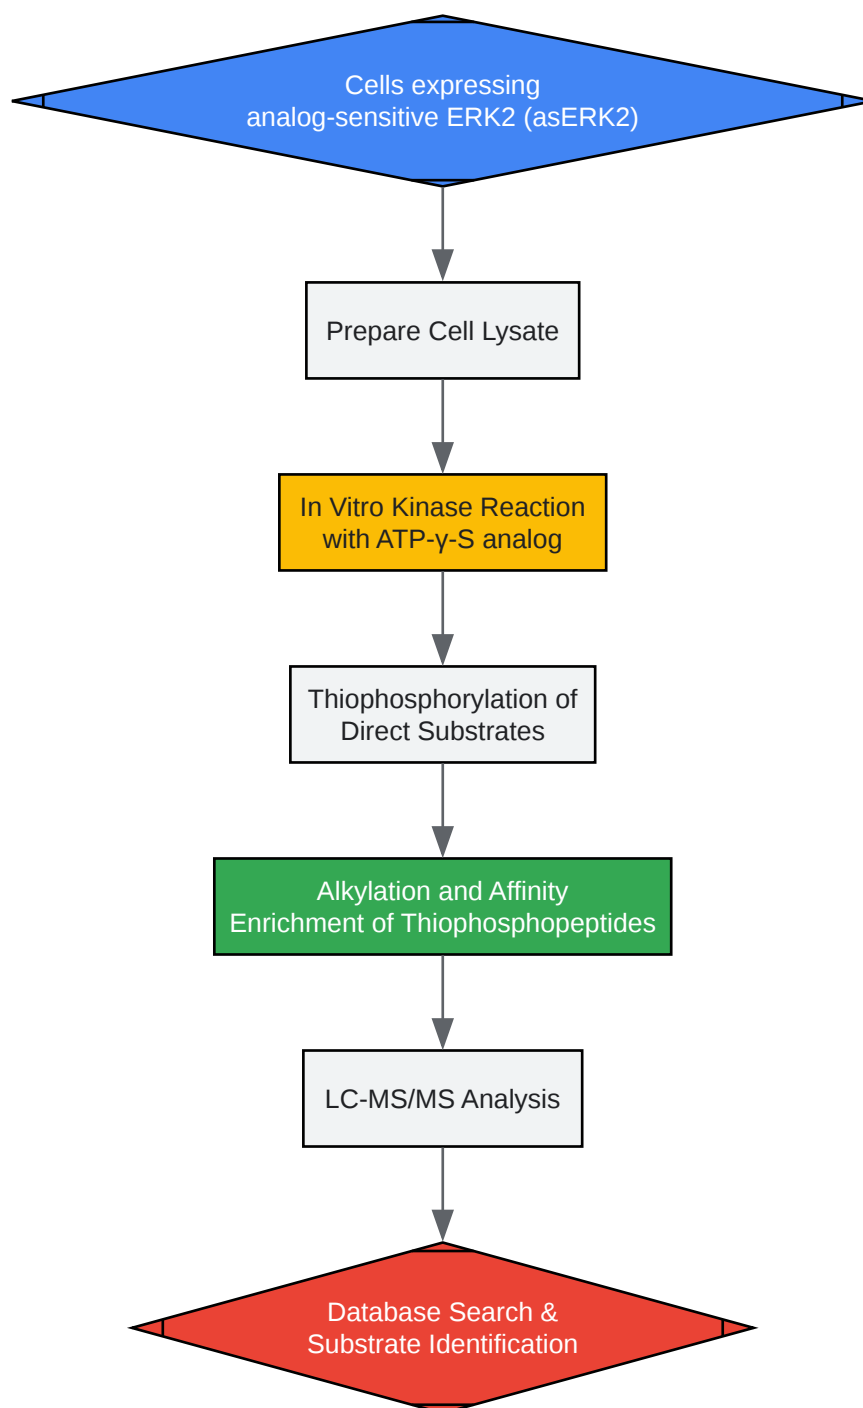 Cells expressing
analog-sensitive ERK2 (asERK2)
Prepare Cell Lysate
In Vitro Kinase Reaction
with ATP-γ-S analog
Thiophosphorylation of
Direct Substrates
Alkylation and Affinity
Enrichment of Thiophosphopeptides
LC-MS/MS Analysis
Database Search &
Substrate Identification